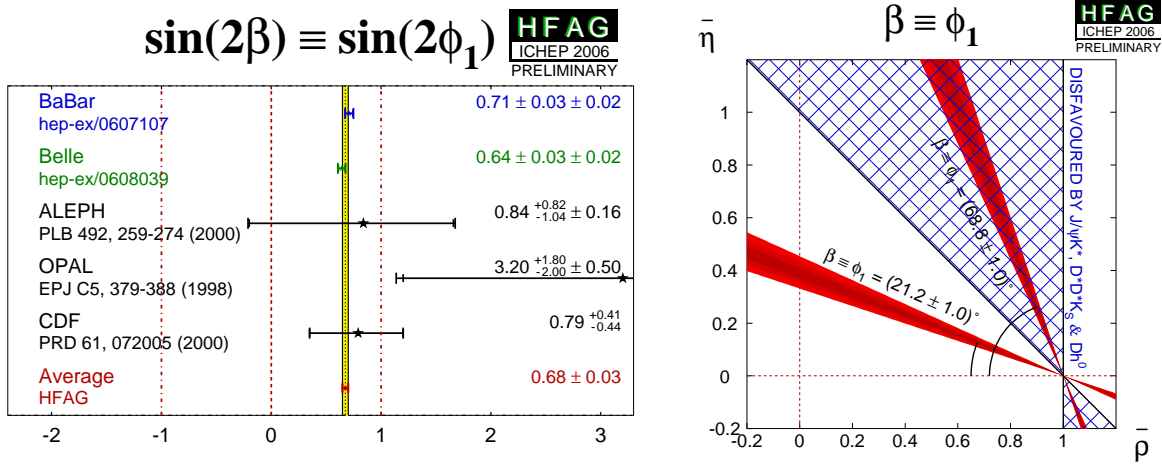 sin(2β) ≡ sin(2ϕ1)
HFAG
ICHEP 2006
PRELIMINARY
BaBar
hep-ex/0607107
0.71 ± 0.03 ± 0.02
Belle
hep-ex/0608039
0.64 ± 0.03 ± 0.02
ALEPH
PLB 492, 259-274 (2000)
0.84 +0.82 -1.04 ± 0.16
OPAL
EPJ C5, 379-388 (1998)
3.20 +1.80 -2.00 ± 0.50
CDF
PRD 61, 072005 (2000)
0.79 +0.41 -0.44
Average
HFAG
0.68 ± 0.03
-2 -1 0 1 2 3
β ≡ ϕ1
HFAG
ICHEP 2006
PRELIMINARY
η̄
1
0.8
0.6
0.4
0.2
0
-0.2
-0.2 0 0.2 0.4 0.6 0.8 1
ρ̄
β ≡ ϕ1 = (68.8 ± 1.0)°
β ≡ ϕ1 = (21.2 ± 1.0)°
DISFAVOURED BY J/ψK*, D*D*KS & Dh0